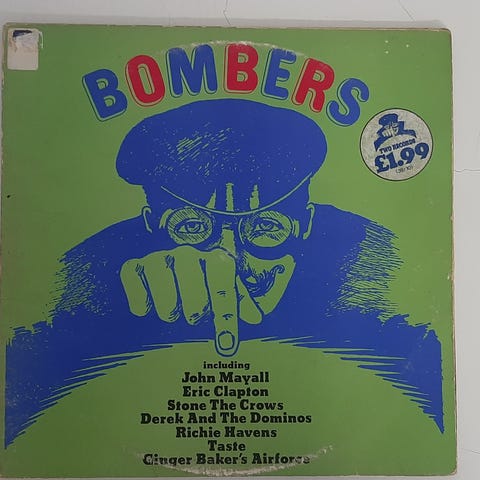 BOMBERS
TWO RECORDS
£1.99
including
John Mayall
Eric Clapton
Stone The Crows
Derek And The Dominos
Richie Havens
Taste
Ginger Baker's Airforce